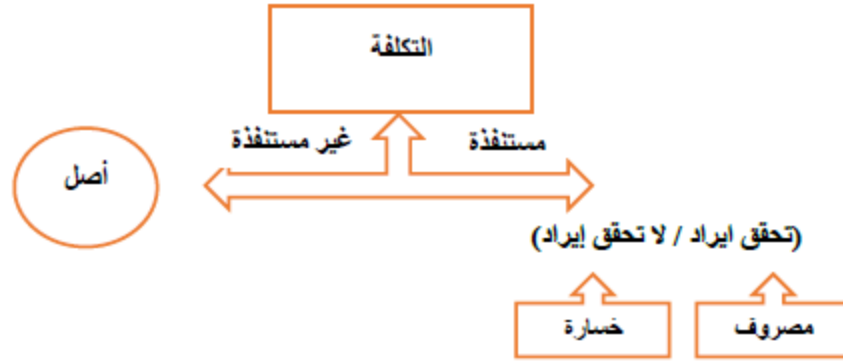 التكلفة
مستنفذة
غير مستنفذة
أصل
(تحقق ايراد / لا تحقق إيراد)
مصروف
خسارة